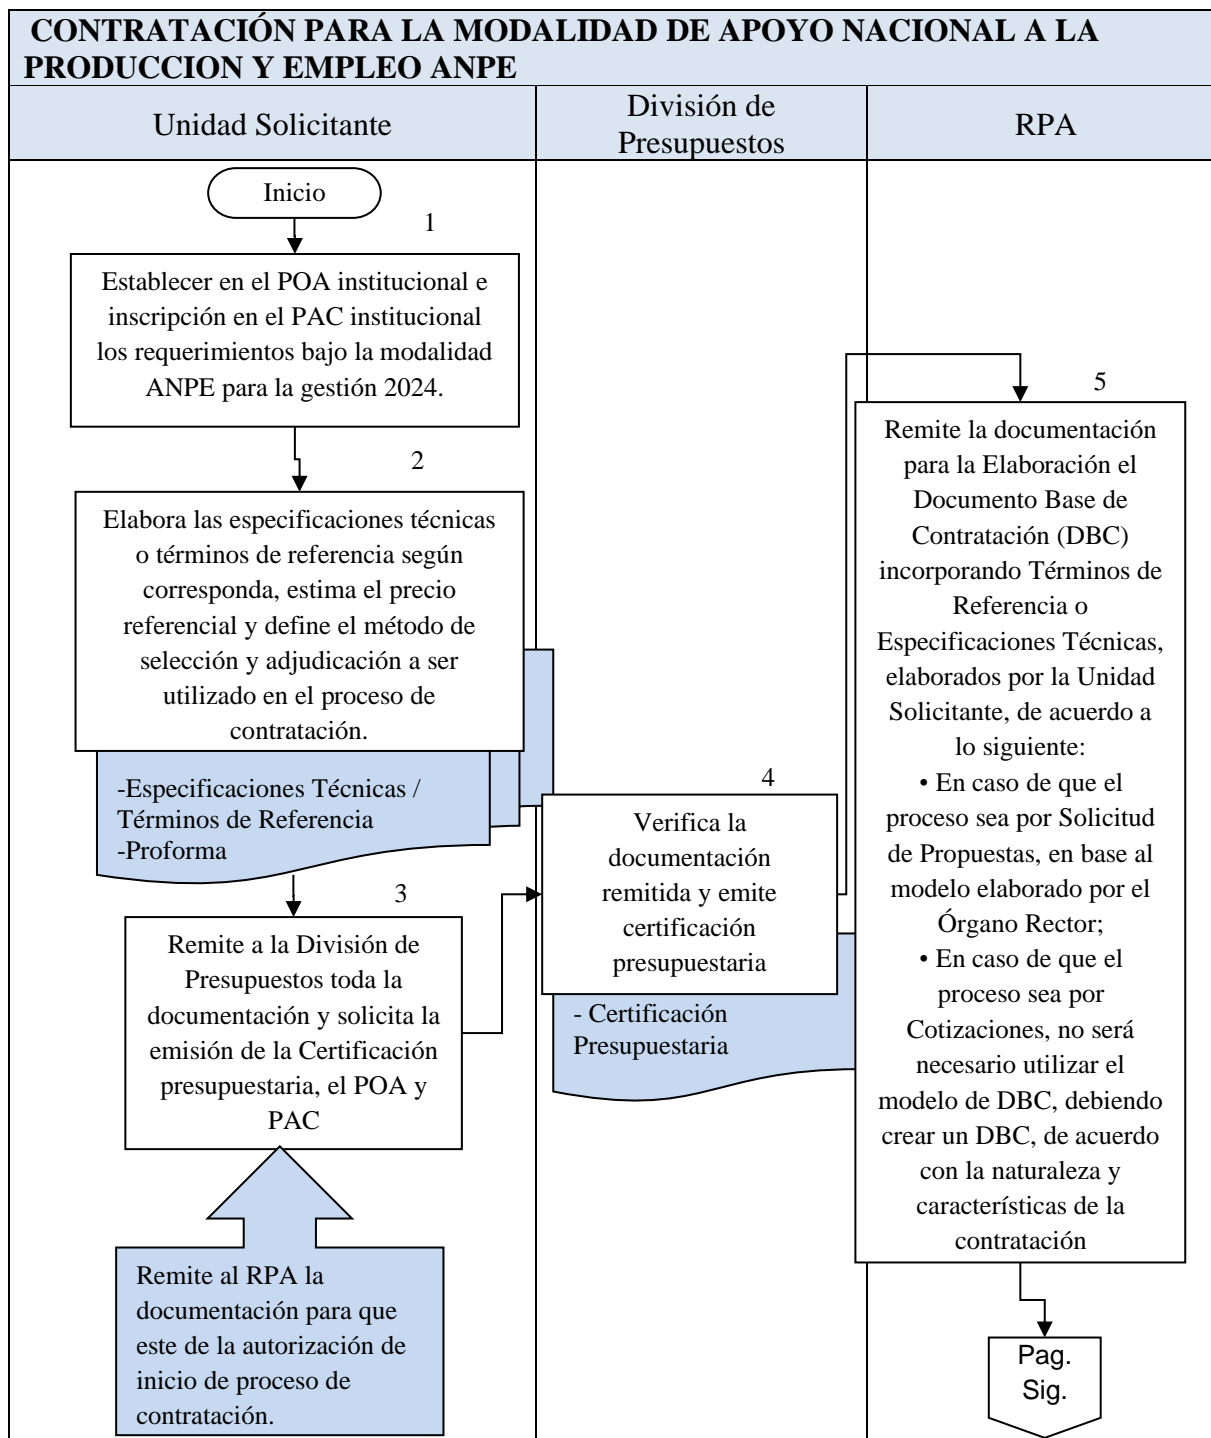 CONTRATACIÓN PARA LA MODALIDAD DE APOYO NACIONAL A LA
PRODUCCION Y EMPLEO ANPE
Unidad Solicitante
División de
Presupuestos
RPA
Inicio
1
Establecer en el POA institucional e
inscripción en el PAC institucional
los requerimientos bajo la modalidad
ANPE para la gestión 2024.
2
Elabora las especificaciones técnicas
o términos de referencia según
corresponda, estima el precio
referencial y define el método de
selección y adjudicación a ser
utilizado en el proceso de
contratación.
-Especificaciones Técnicas /
Términos de Referencia
-Proforma
3
Remite a la División de
Presupuestos toda la
documentación y solicita la
emisión de la Certificación
presupuestaria, el POA y
PAC
Remite al RPA la
documentación para que
este de la autorización de
inicio de proceso de
contratación.
4
Verifica la
documentación
remitida y emite
certificación
presupuestaria
- Certificación
Presupuestaria
5
Remite la documentación
para la Elaboración el
Documento Base de
Contratación (DBC)
incorporando Términos de
Referencia o
Especificaciones Técnicas,
elaborados por la Unidad
Solicitante, de acuerdo a
lo siguiente:
• En caso de que el
proceso sea por Solicitud
de Propuestas, en base al
modelo elaborado por el
Órgano Rector;
• En caso de que el
proceso sea por
Cotizaciones, no será
necesario utilizar el
modelo de DBC, debiendo
crear un DBC, de acuerdo
con la naturaleza y
características de la
contratación
Pag.
Sig.